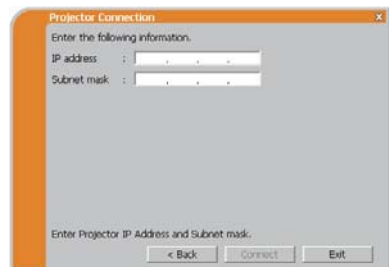 Projector Connection x
Enter the following information.
IP address : . . .
Subnet mask : . . .
Enter Projector IP Address and Subnet mask.
< Back Connect Exit